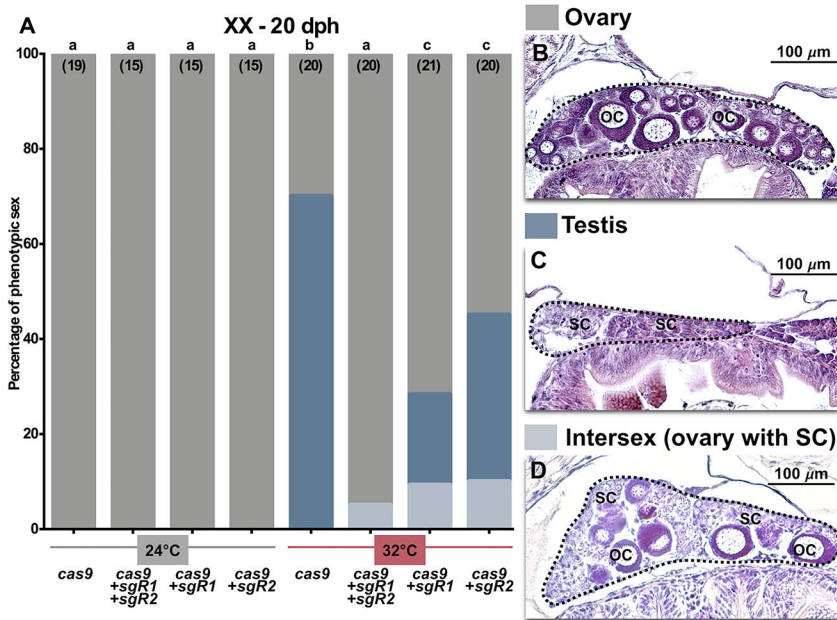 A
XX - 20 dph
Percentage of phenotypic sex
100
80
60
40
20
0
a a a a b a c c
(19) (15) (15) (15) (20) (20) (21) (20)
24°C 32°C
cas9 cas9 cas9 cas9 cas9 cas9 cas9 cas9
+sgR1 +sgR1 +sgR2 +sgR1 +sgR1 +sgR2
+sgR2 +sgR2
Ovary
B
100 µm
OC OC
Testis
C
100 µm
SC SC
Intersex (ovary with SC)
D
100 µm
SC SC
OC OC